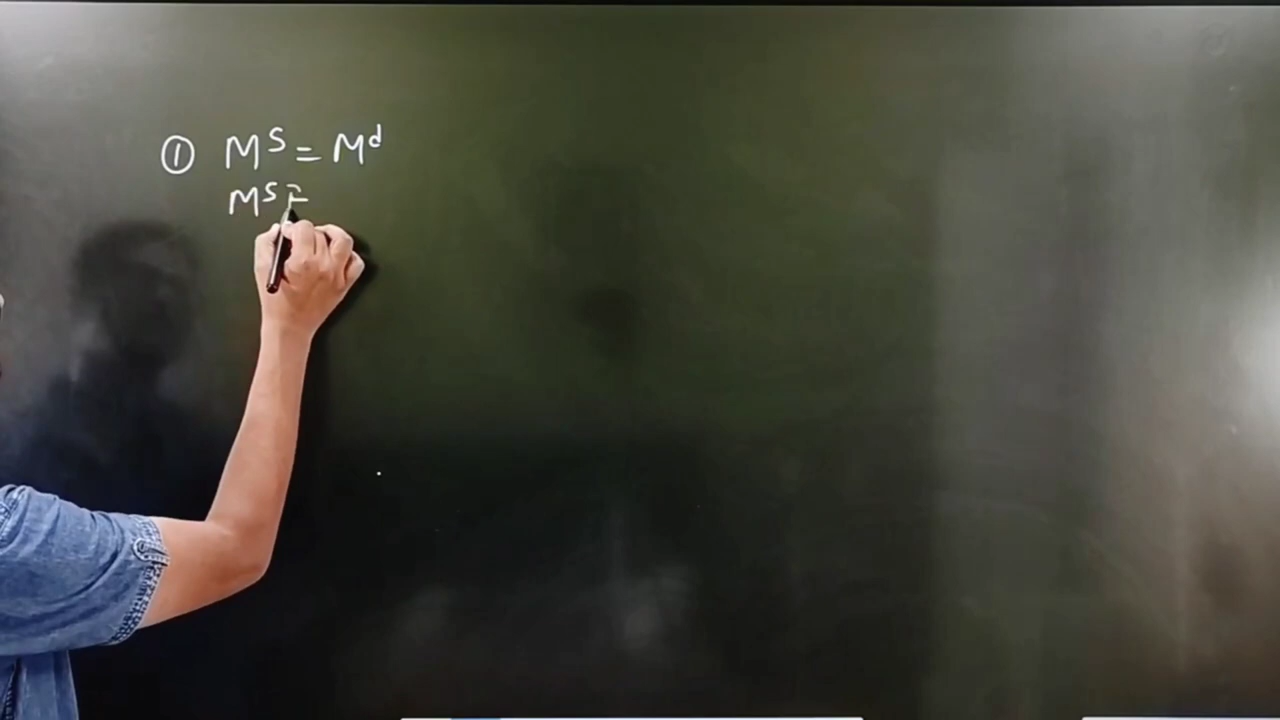 ① Mˢ = Mᵈ
Mˢ =